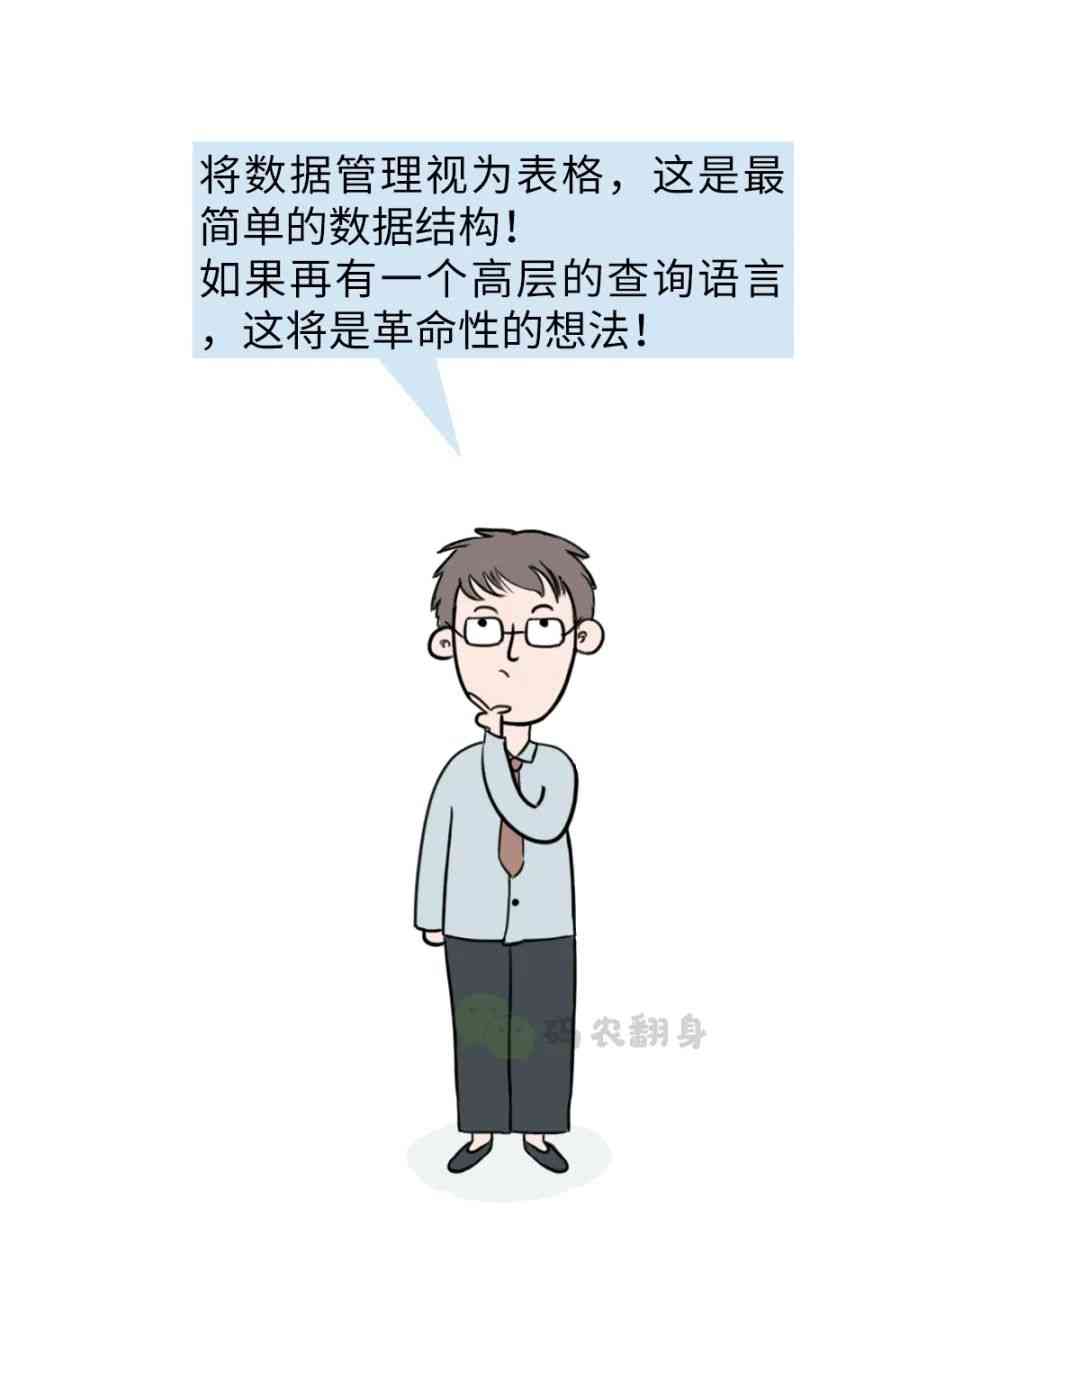 将数据管理视为表格，这是最
简单的数据结构！
如果再有一个高层的查询语言
，这将是革命性的想法！
码农翻身